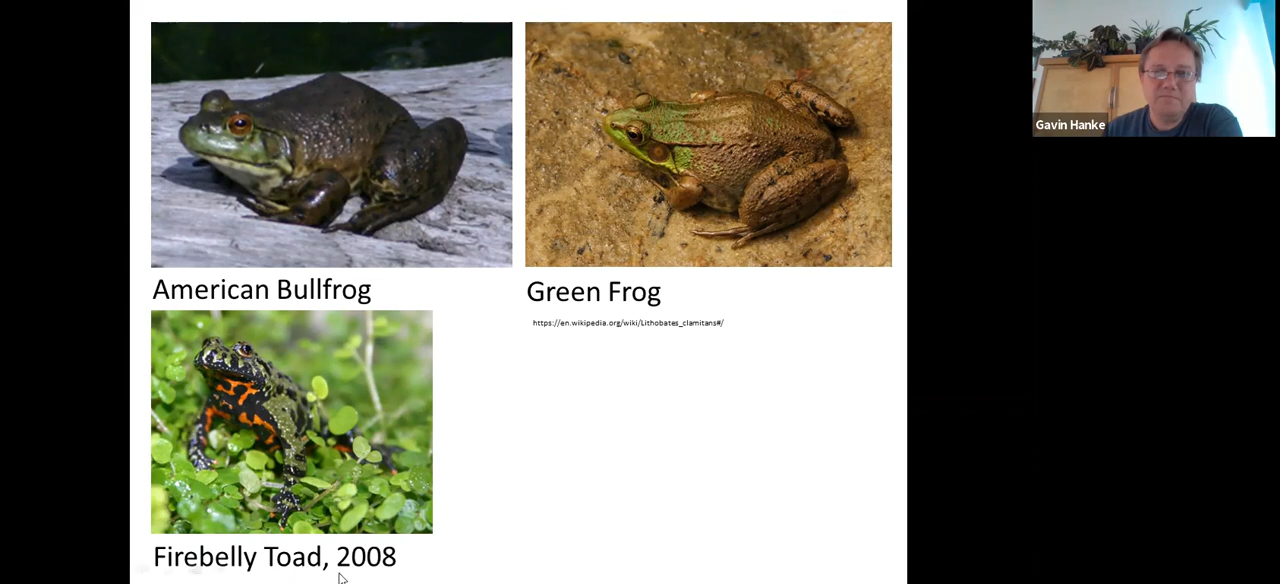 American Bullfrog
Green Frog
https://en.wikipedia.org/wiki/Lithobates_clamitans#/
Firebelly Toad, 2008
Gavin Hanke